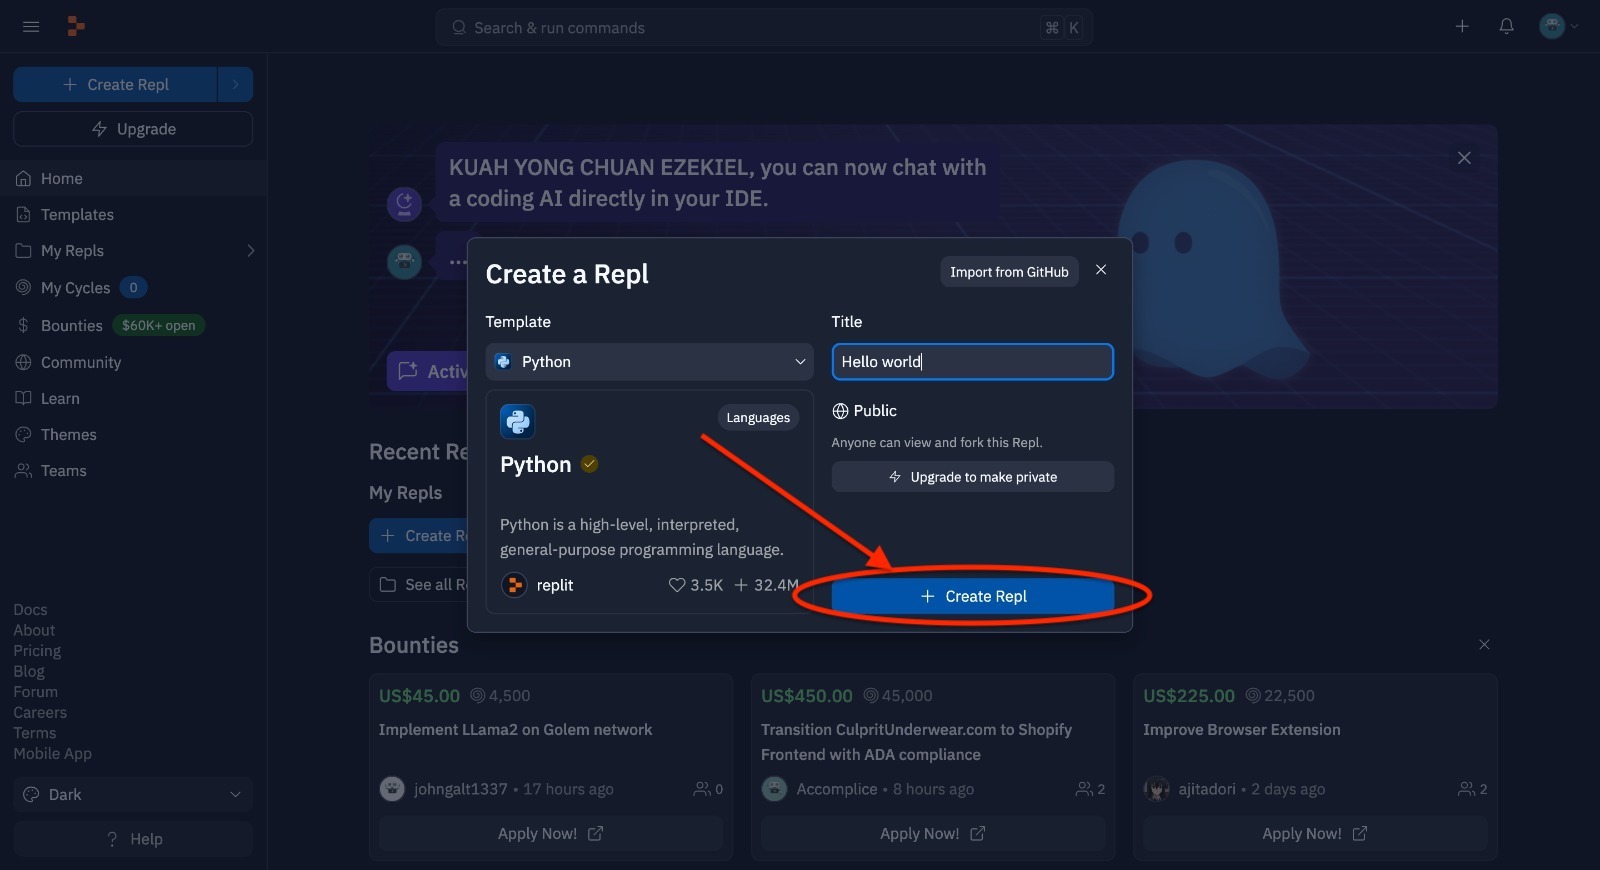 Search & run commands
⌘ K
Create Repl
Upgrade
Home
Templates
My Repls
My Cycles 0
Bounties $60K+ open
Community
Learn
Themes
Teams
Docs
About
Pricing
Blog
Forum
Careers
Terms
Mobile App
Dark
? Help
KUAH YONG CHUAN EZEKIEL, you can now chat with
a coding AI directly in your IDE.
...
Activ
Create a Repl
Import from GitHub
Template
Python
Languages
Python
Python is a high-level, interpreted,
general-purpose programming language.
replit 3.5K + 32.4M
Title
Hello world
Public
Anyone can view and fork this Repl.
Upgrade to make private
+ Create Repl
Recent Re
My Repls
+ Create Re
See all R
Bounties
US$45.00 4,500
Implement LLama2 on Golem network
johngalt1337 • 17 hours ago 0
Apply Now!
US$450.00 45,000
Transition CulpritUnderwear.com to Shopify
Frontend with ADA compliance
Accomplice • 8 hours ago 2
Apply Now!
US$225.00 22,500
Improve Browser Extension
ajitadori • 2 days ago 2
Apply Now!